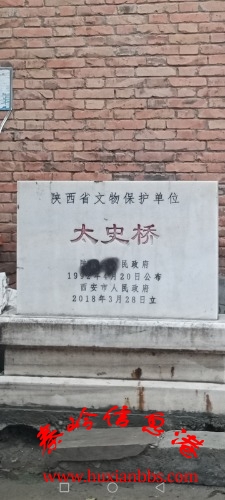 陕西省文物保护单位
太史桥
民政府
20日公布
西安市人民政府
2018年3月28日立
www.huxianbbs.com